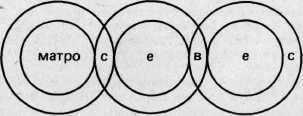 матро с е в е с